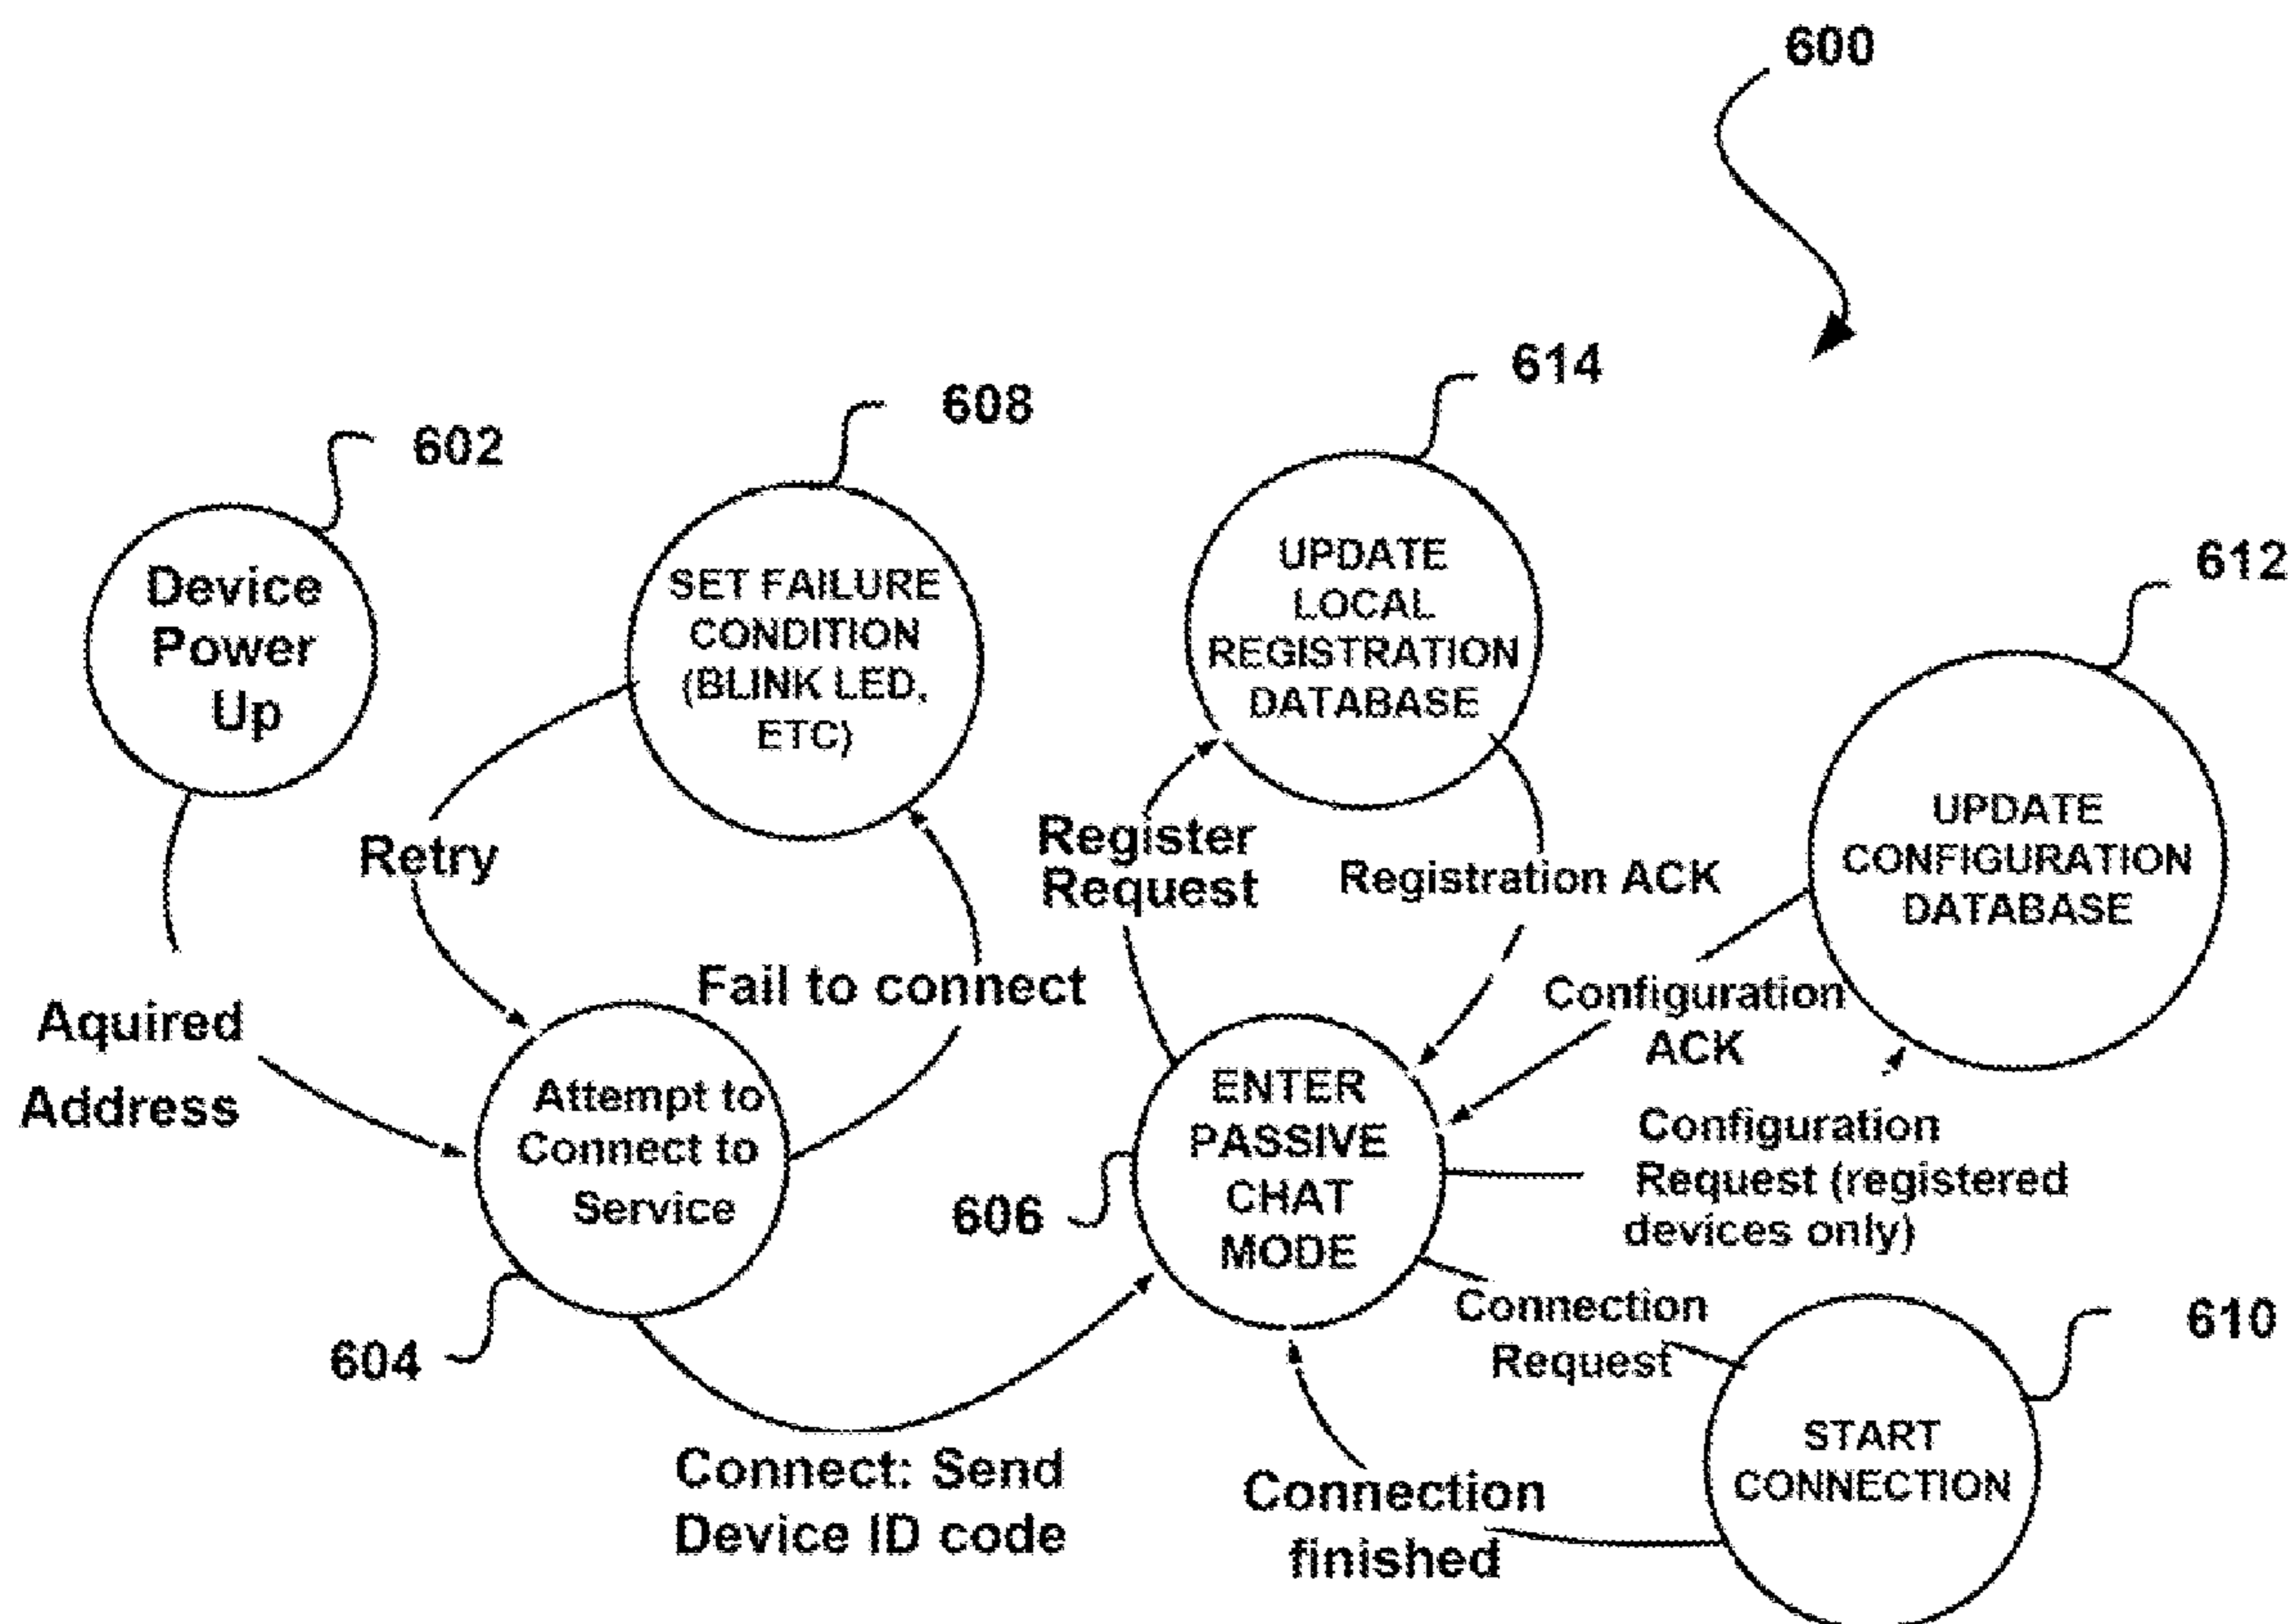 600
614
608
602
612
Device
Power
Up
SET FAILURE
CONDITION
(BLINK LED,
ETC)
UPDATE
LOCAL
REGISTRATION
DATABASE
UPDATE
CONFIGURATION
DATABASE
Retry
Register
Request
Registration ACK
Fail to connect
Configuration
ACK
Aquired
Address
Attempt to
Connect to
Service
ENTER
PASSIVE
CHAT
MODE
606
Configuration
Request (registered
devices only)
Connection
Request
610
604
START
CONNECTION
Connect: Send
Device ID code
Connection
finished